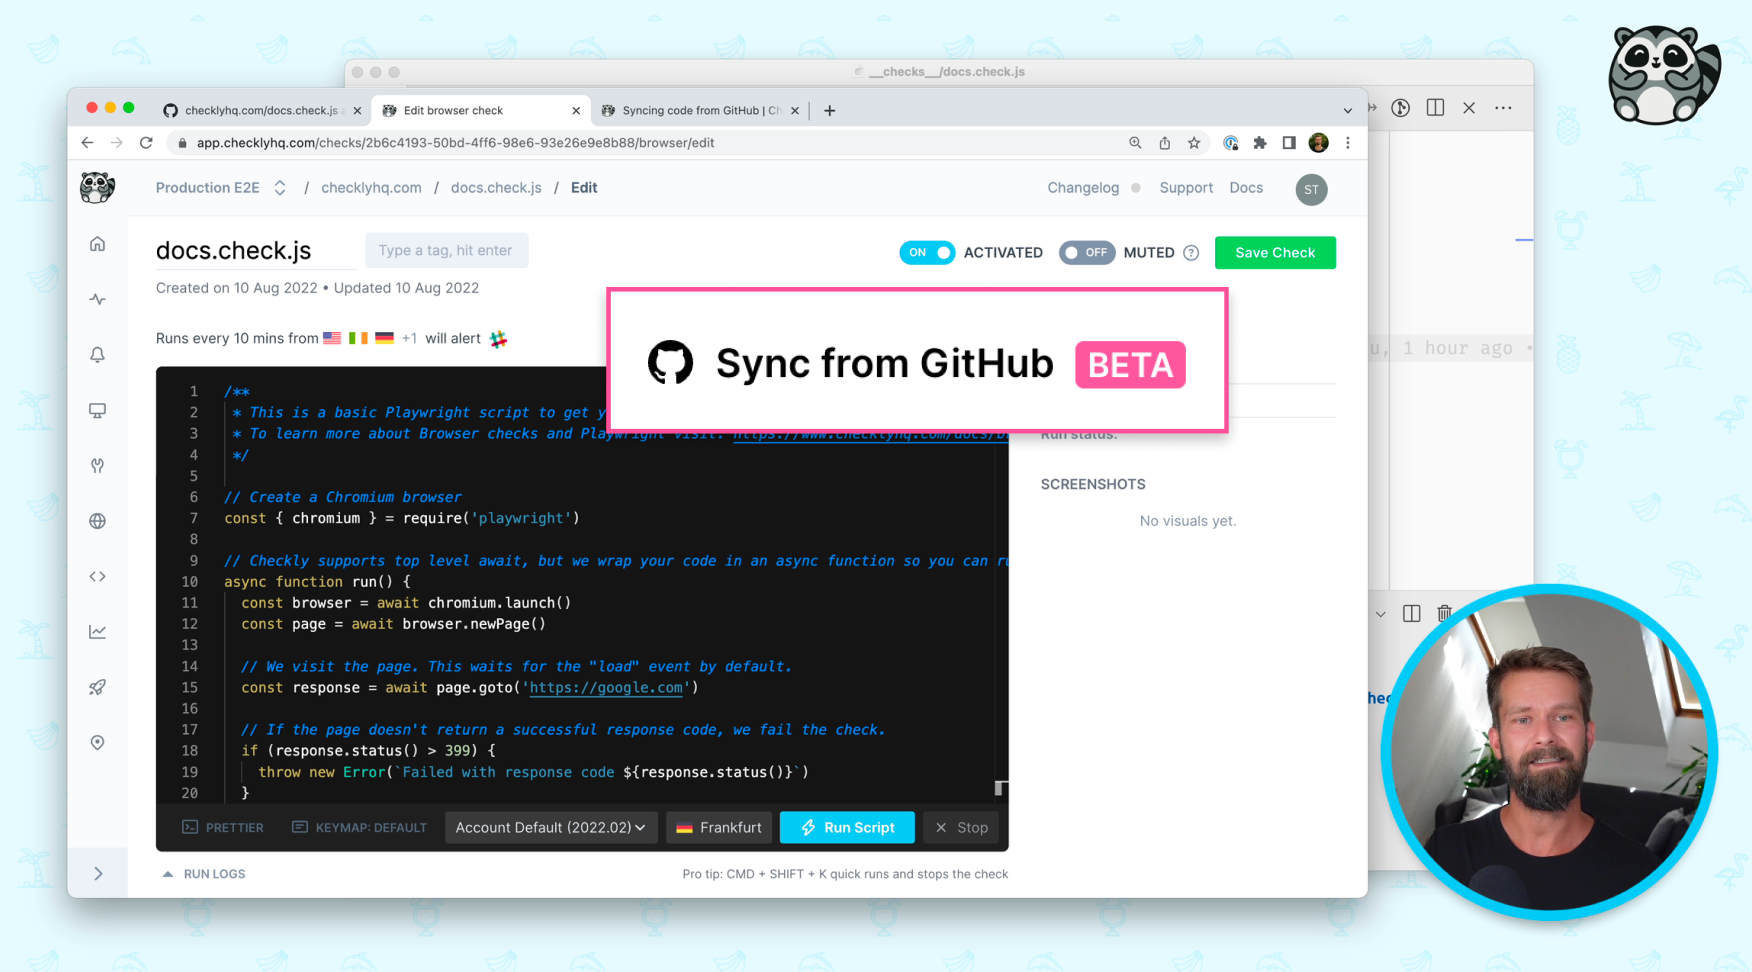 __checks__/docs.check.js
checklyhq.com/docs.check.js
Edit browser check
Syncing code from GitHub | Ch
app.checklyhq.com/checks/2b6c4193-50bd-4ff6-98e6-93e26e9e8b88/browser/edit
Production E2E / checklyhq.com / docs.check.js / Edit
Changelog Support Docs ST
docs.check.js
Type a tag, hit enter
ON ACTIVATED OFF MUTED ? Save Check
Created on 10 Aug 2022 • Updated 10 Aug 2022
Sync from GitHub BETA
Runs every 10 mins from +1 will alert
u, 1 hour ago •
1 /**
2 * This is a basic Playwright script to get y
3 * To learn more about Browser checks and Playwright visit: https://www.checklyhq.com/docs/b
4 */
5
6 // Create a Chromium browser
7 const { chromium } = require('playwright')
8
9 // Checkly supports top level await, but we wrap your code in an async function so you can ru
10 async function run() {
11 const browser = await chromium.launch()
12 const page = await browser.newPage()
13
14 // We visit the page. This waits for the "load" event by default.
15 const response = await page.goto('https://google.com')
16
17 // If the page doesn't return a successful response code, we fail the check.
18 if (response.status() > 399) {
19 throw new Error(`Failed with response code ${response.status()}`)
20 }
Run status:
SCREENSHOTS
No visuals yet.
hec
PRETTIER KEYMAP: DEFAULT Account Default (2022.02) Frankfurt Run Script Stop
RUN LOGS
Pro tip: CMD + SHIFT + K quick runs and stops the check